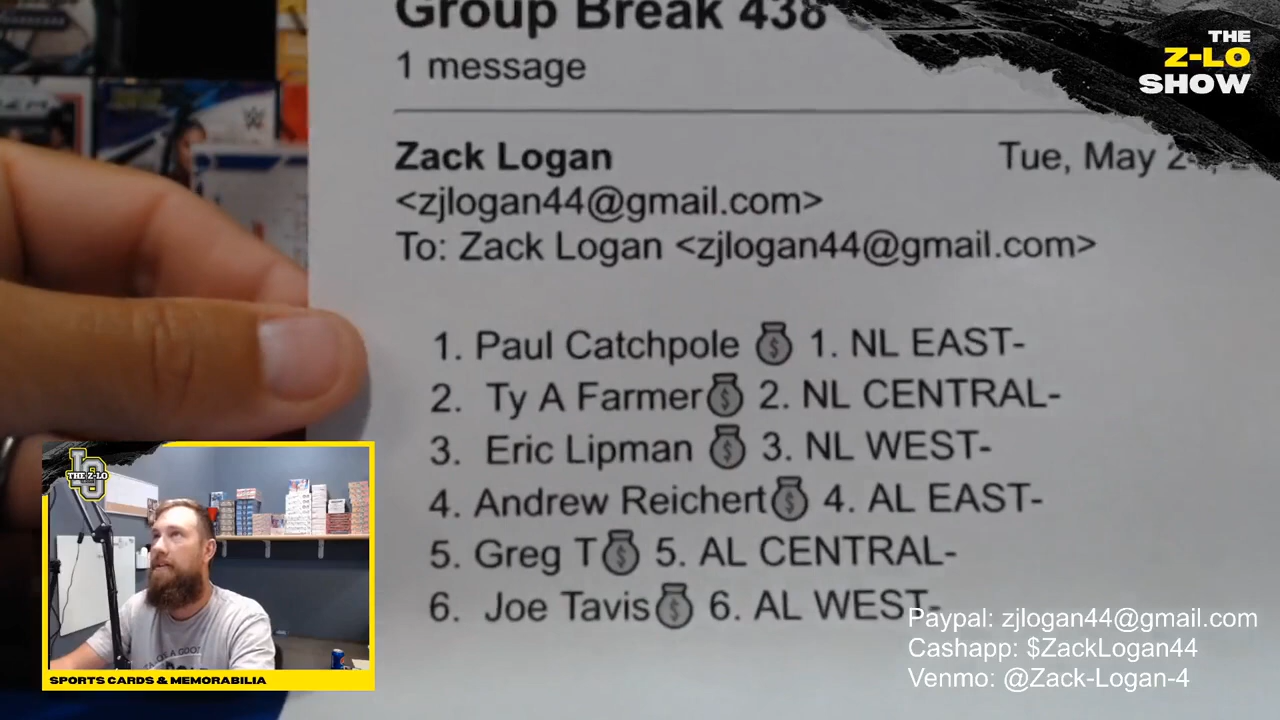 Group Break 438
1 message
THE
Z-LO
SHOW
Zack Logan
Tue, May
<zjlogan44@gmail.com>
To: Zack Logan <zjlogan44@gmail.com>
1. Paul Catchpole 💰 1. NL EAST-
2. Ty A Farmer💰 2. NL CENTRAL-
3. Eric Lipman 💰 3. NL WEST-
4. Andrew Reichert💰 4. AL EAST-
5. Greg T💰 5. AL CENTRAL-
6. Joe Tavis💰 6. AL WEST-
Paypal: zjlogan44@gmail.com
Cashapp: $ZackLogan44
Venmo: @Zack-Logan-4
LO
THE Z-LO
SPORTS CARDS & MEMORABILIA